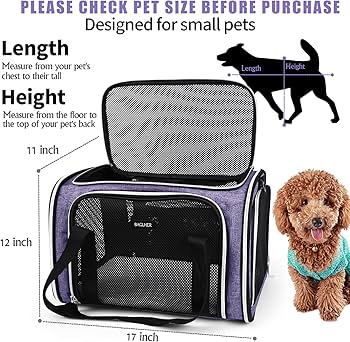 PLEASE CHECK PET SIZE BEFORE PURCHASE
Designed for small pets
Length
Measure from your pet's
chest to their tall
Height
Measure from the floor to
the top of your pet's back
Length
Height
11 inch
BAGLHER
12 inch
17 inch